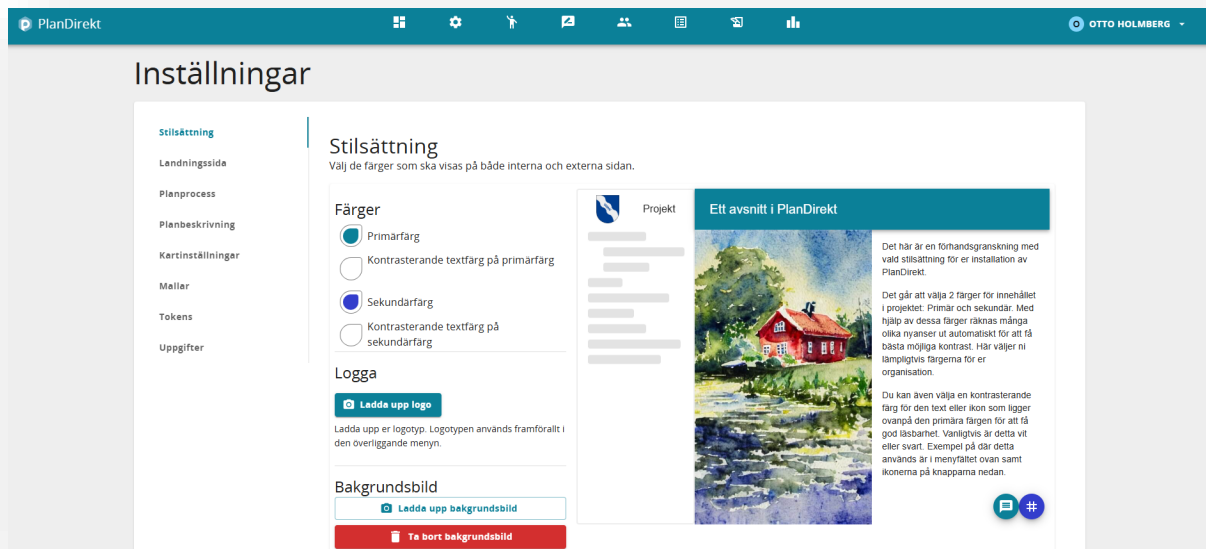 PlanDirekt
O OTTO HOLMBERG
Inställningar
Stilsättning
Landningssida
Planprocess
Planbeskrivning
Kartinställningar
Mallar
Tokens
Uppgifter
Stilsättning
Välj de färger som ska visas på både interna och externa sidan.
Färger
Primärfärg
Kontrasterande textfärg på primärfärg
Sekundärfärg
Kontrasterande textfärg på
sekundärfärg
Logga
Ladda upp logo
Ladda upp er logotyp. Logotypen används framförallt i
den överliggande menyn.
Bakgrundsbild
Ladda upp bakgrundsbild
Ta bort bakgrundsbild
Projekt
Ett avsnitt i PlanDirekt
Det här är en förhandsgranskning med
vald stilsättning för er installation av
PlanDirekt.
Det går att välja 2 färger för innehållet
i projektet: Primär och sekundär. Med
hjälp av dessa färger räknas många
olika nyanser ut automatiskt för att få
bästa möjliga kontrast. Här väljer ni
lämpligtvis färgerna för er
organisation.
Du kan även välja en kontrasterande
färg för den text eller ikon som ligger
ovanpå den primära färgen för att få
god läsbarhet. Vanligtvis är detta vit
eller svart. Exempel på där detta
används är i menyfältet ovan samt
ikonerna på knapparna nedan.
#